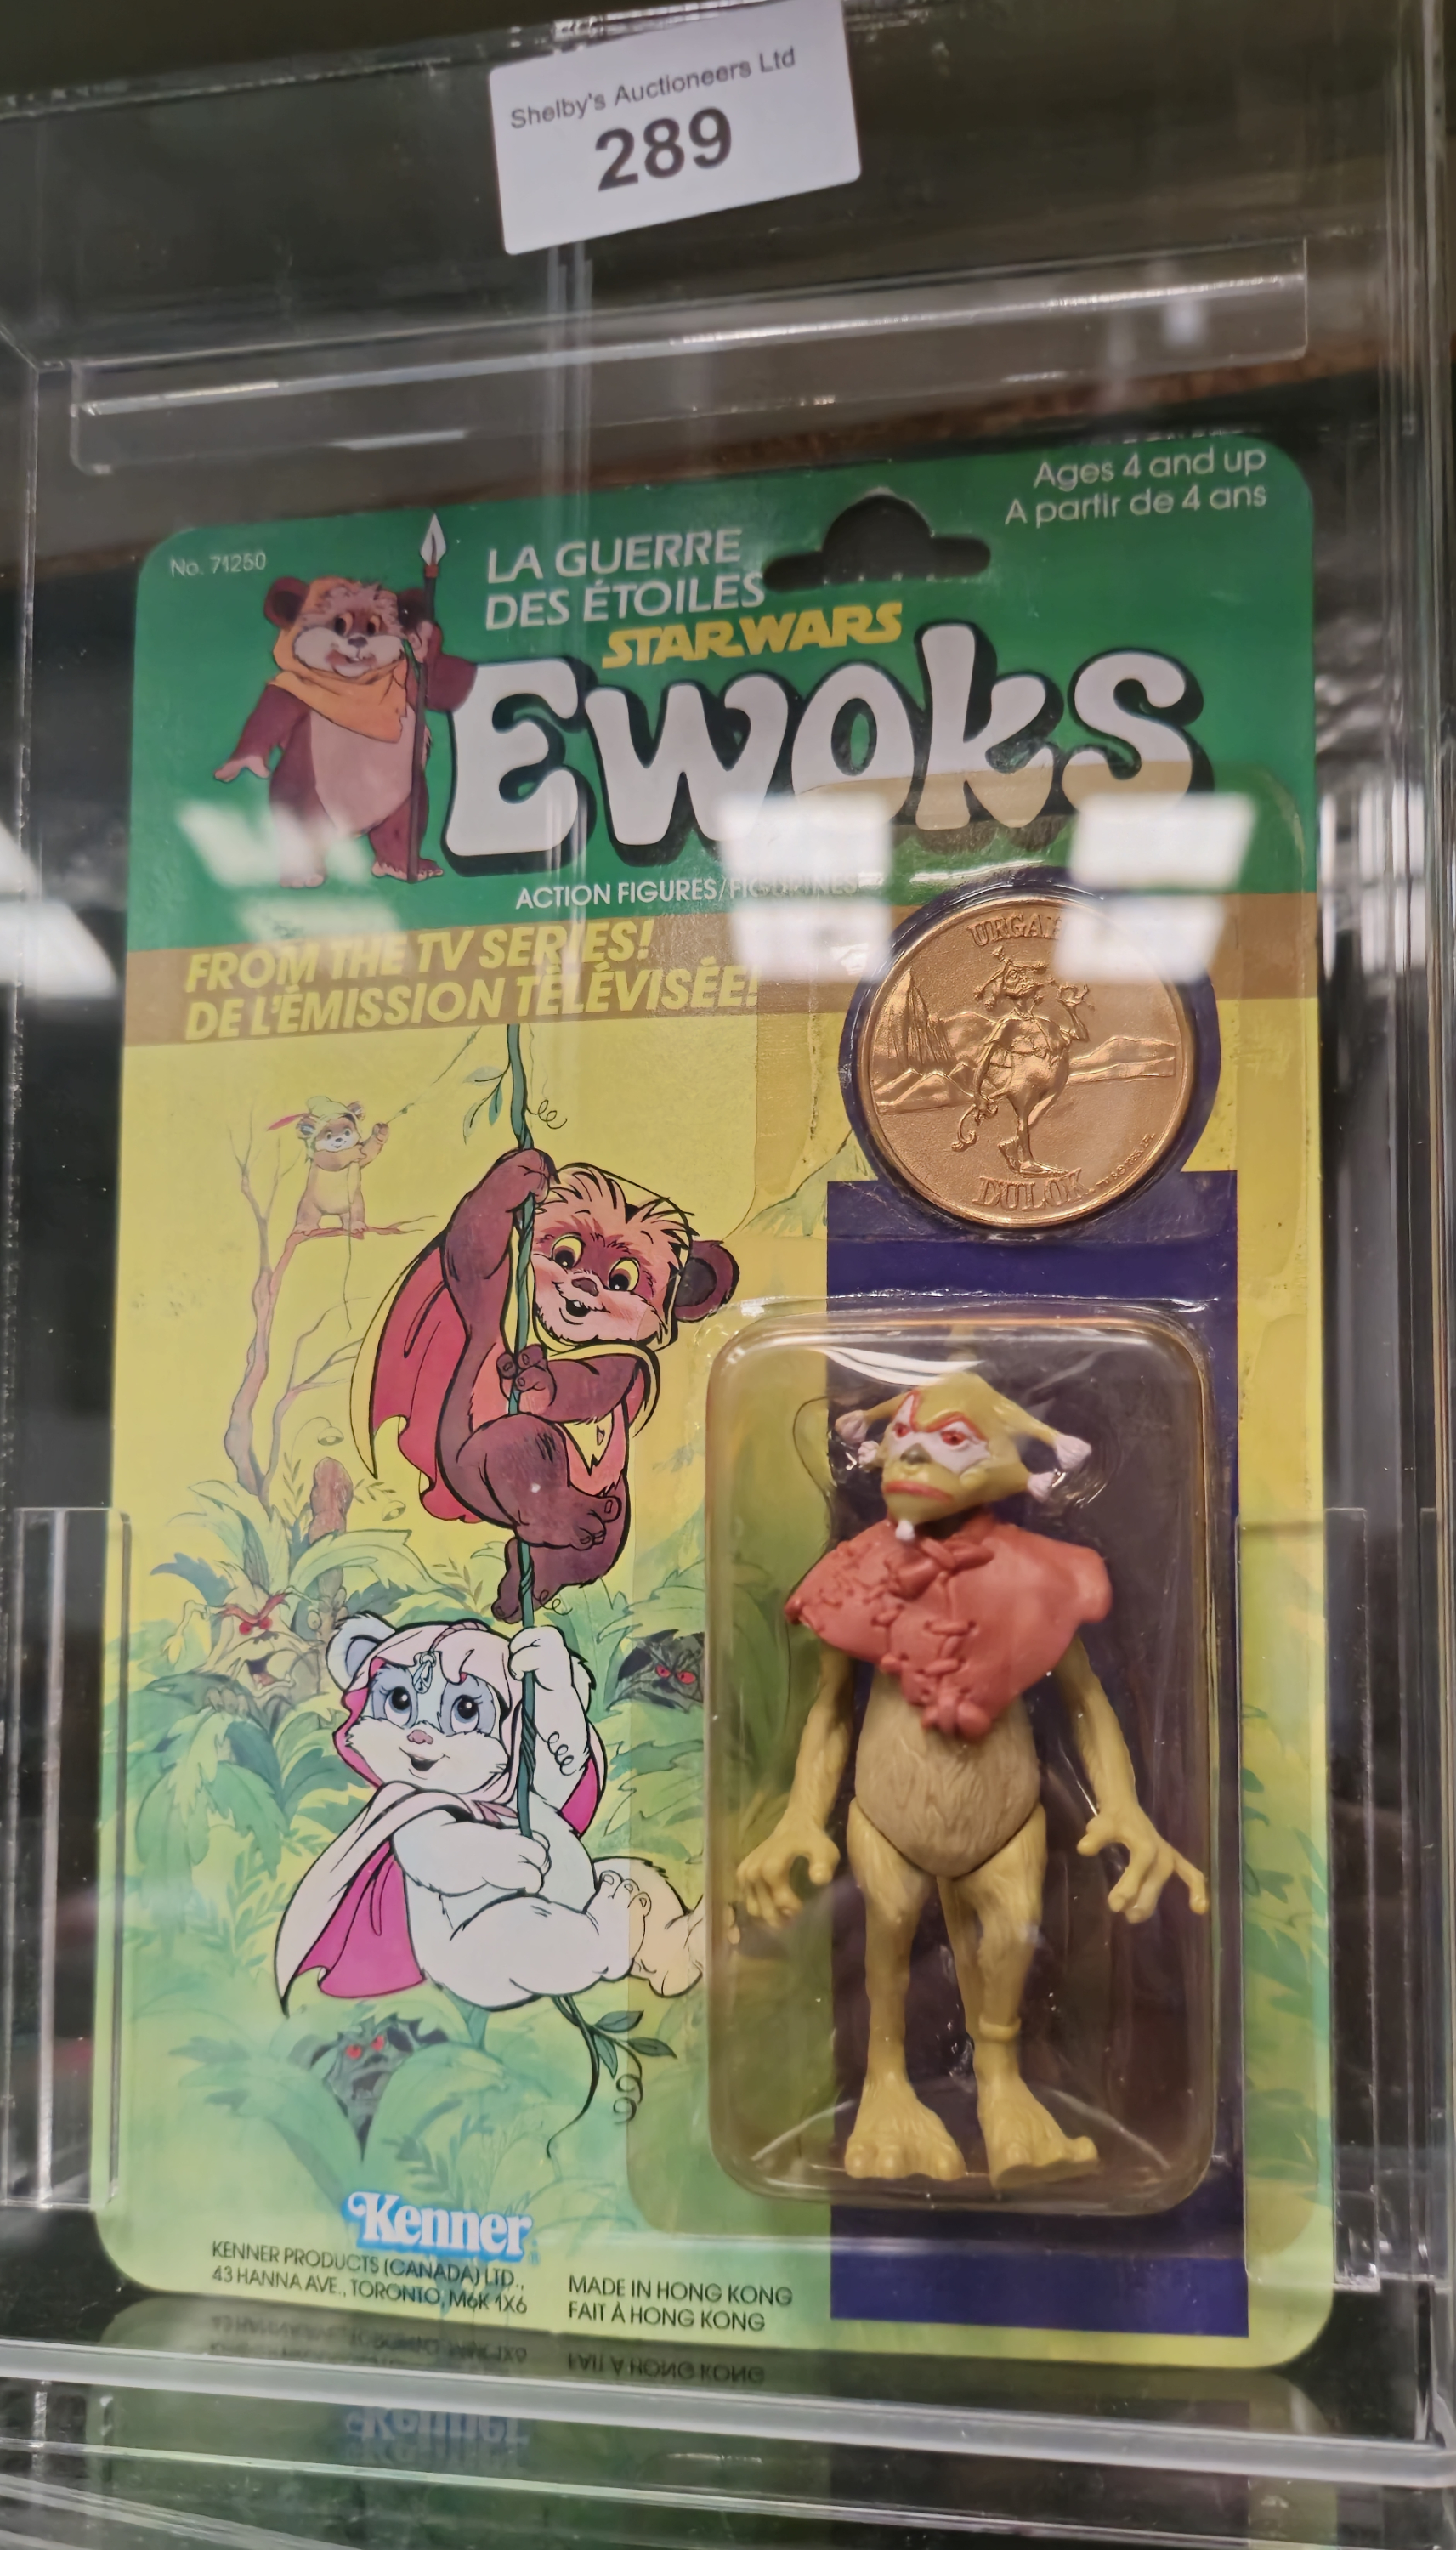 Shelby's Auctioneers Ltd
289
Ages 4 and up
A partir de 4 ans
No. 71250
LA GUERRE
DES ÉTOILES
STAR WARS
EWOKS
ACTION FIGURES/FIGURINES
FROM THE TV SERIES!
DE L'ÉMISSION TÉLÉVISÉE!
URGAH
DULOK
Kenner
KENNER PRODUCTS (CANADA) LTD.,
43 HANNA AVE., TORONTO, M6K 1X6
MADE IN HONG KONG
FAIT À HONG KONG